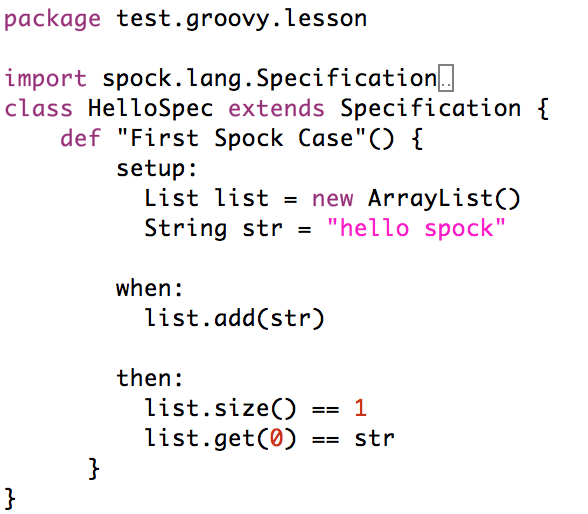 package test.groovy.lesson
import spock.lang.Specification..
class HelloSpec extends Specification {
def "First Spock Case"() {
setup:
List list = new ArrayList()
String str = "hello spock"
when:
list.add(str)
then:
list.size() == 1
list.get(0) == str
}
}